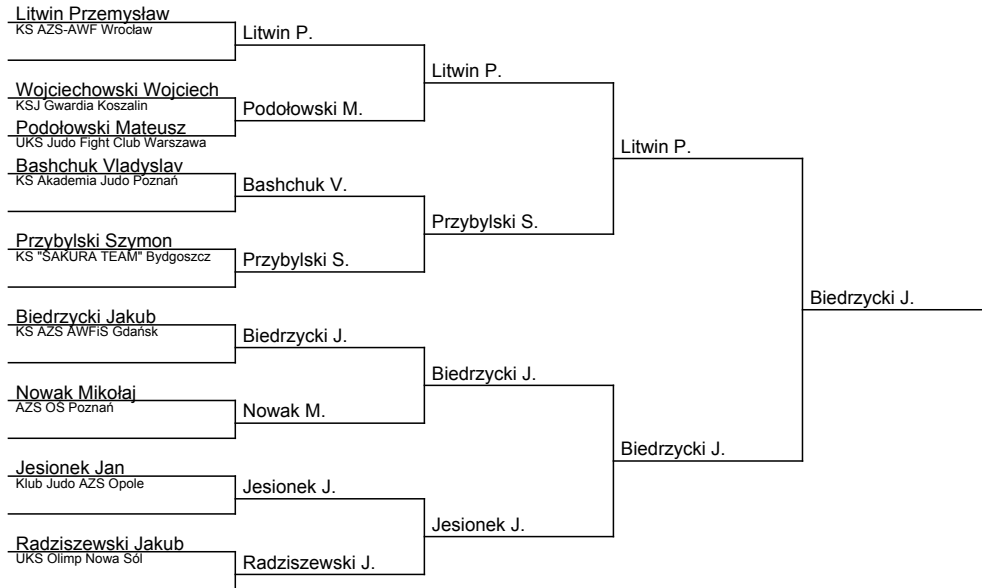 Litwin Przemysław
KS AZS-AWF Wrocław
Wojciechowski Wojciech
KSJ Gwardia Koszalin
Podołowski Mateusz
UKS Judo Fight Club Warszawa
Bashchuk Vladyslav
KS Akademia Judo Poznań
Przybylski Szymon
KS "SAKURA TEAM" Bydgoszcz
Biedrzycki Jakub
KS AZS AWFiS Gdańsk
Nowak Mikołaj
AZS OŚ Poznań
Jesionek Jan
Klub Judo AZS Opole
Radziszewski Jakub
UKS Olimp Nowa Sól
Litwin P.
Podołowski M.
Bashchuk V.
Przybylski S.
Biedrzycki J.
Nowak M.
Jesionek J.
Radziszewski J.
Litwin P.
Przybylski S.
Biedrzycki J.
Jesionek J.
Litwin P.
Biedrzycki J.
Biedrzycki J.